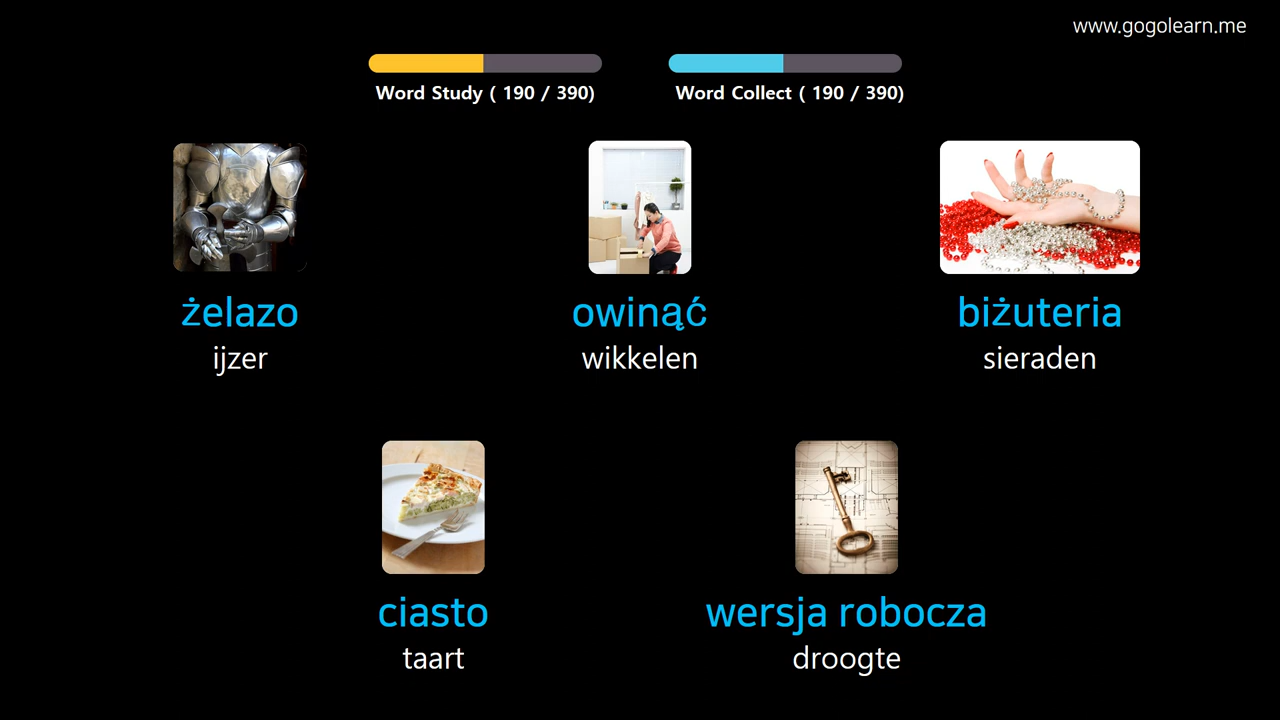 www.gogolearn.me
Word Study ( 190 / 390)
Word Collect ( 190 / 390)
żelazo
ijzer
owinąć
wikkelen
biżuteria
sieraden
ciasto
taart
wersja robocza
droogte